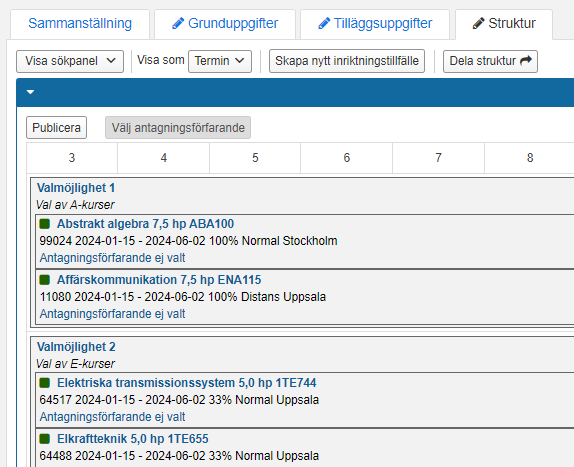 Sammanställning Grunduppgifter Tilläggsuppgifter Struktur
Visa sökpanel Visa som Termin Skapa nytt inriktningstillfälle Dela struktur
Publicera Välj antagningsförfarande
3 4 5 6 7 8
Valmöjlighet 1
Val av A-kurser
Abstrakt algebra 7,5 hp ABA100
99024 2024-01-15 - 2024-06-02 100% Normal Stockholm
Antagningsförfarande ej valt
Affärskommunikation 7,5 hp ENA115
11080 2024-01-15 - 2024-06-02 100% Distans Uppsala
Antagningsförfarande ej valt
Valmöjlighet 2
Val av E-kurser
Elektriska transmissionssystem 5,0 hp 1TE744
64517 2024-01-15 - 2024-06-02 33% Normal Uppsala
Antagningsförfarande ej valt
Elkraftteknik 5,0 hp 1TE655
64488 2024-01-15 - 2024-06-02 33% Normal Uppsala